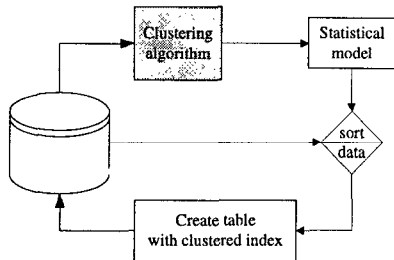 Clustering
algorithm
Statistical
model
sort
data
Create table
with clustered index